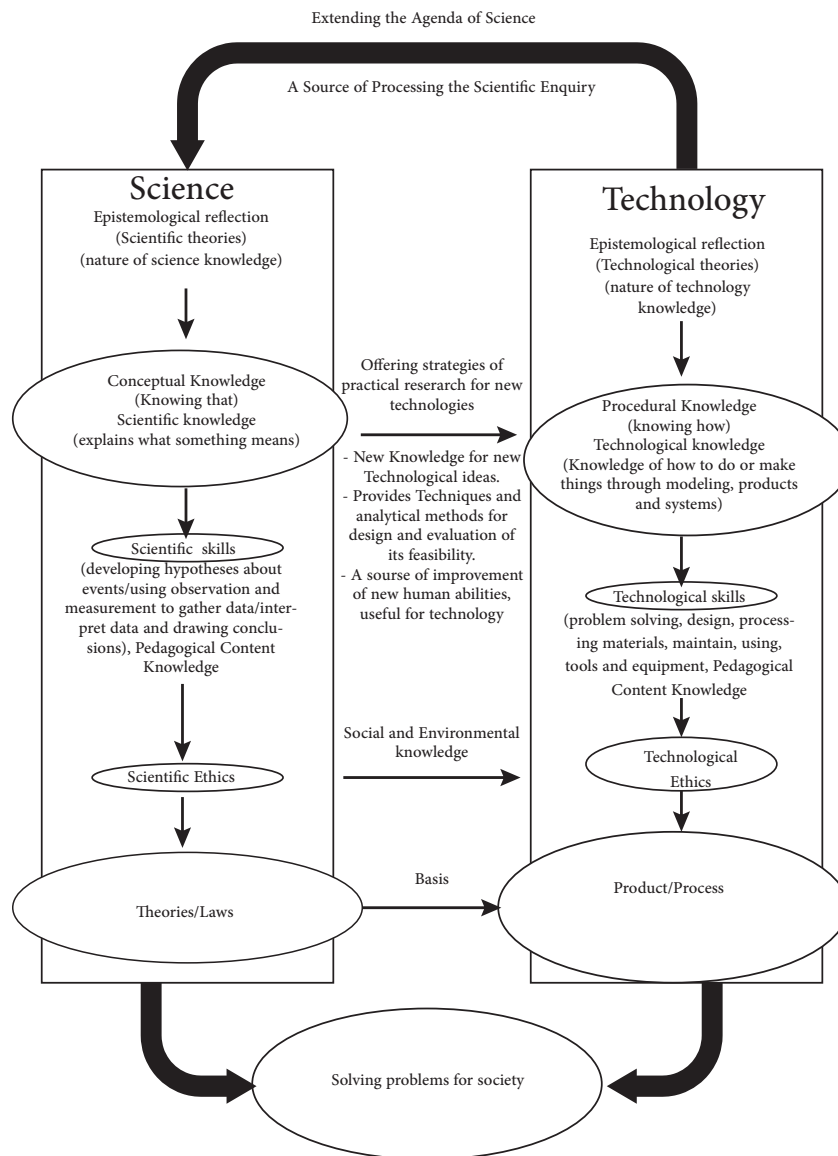 Extending the Agenda of Science
A Source of Processing the Scientific Enquiry
Science
Epistemological reflection
(Scientific theories)
(nature of science knowledge)
Conceptual Knowledge
(Knowing that)
Scientific knowledge
(explains what something means)
Scientific skills
(developing hypotheses about
events/using observation and
measurement to gather data/inter-
pret data and drawing conclu-
sions), Pedagogical Content
Knowledge
Scientific Ethics
Theories/Laws
Offering strategies of
practical reserarch for new
technologies
- New Knowledge for new
Technological ideas.
- Provides Techniques and
analytical methods for
design and evaluation of
its feasibility.
- A sourse of improvement
of new human abilities,
useful for technology
Social and Environmental
knowledge
Basis
Technology
Epistemological reflection
(Technological theories)
(nature of technology
knowledge)
Procedural Knowledge
(knowing how)
Technological knowledge
(Knowledge of how to do or make
things through modeling, products
and systems)
Technological skills
(problem solving, design, process-
ing materials, maintain, using,
tools and equipment, Pedagogical
Content Knowledge
Technological
Ethics
Product/Process
Solving problems for society